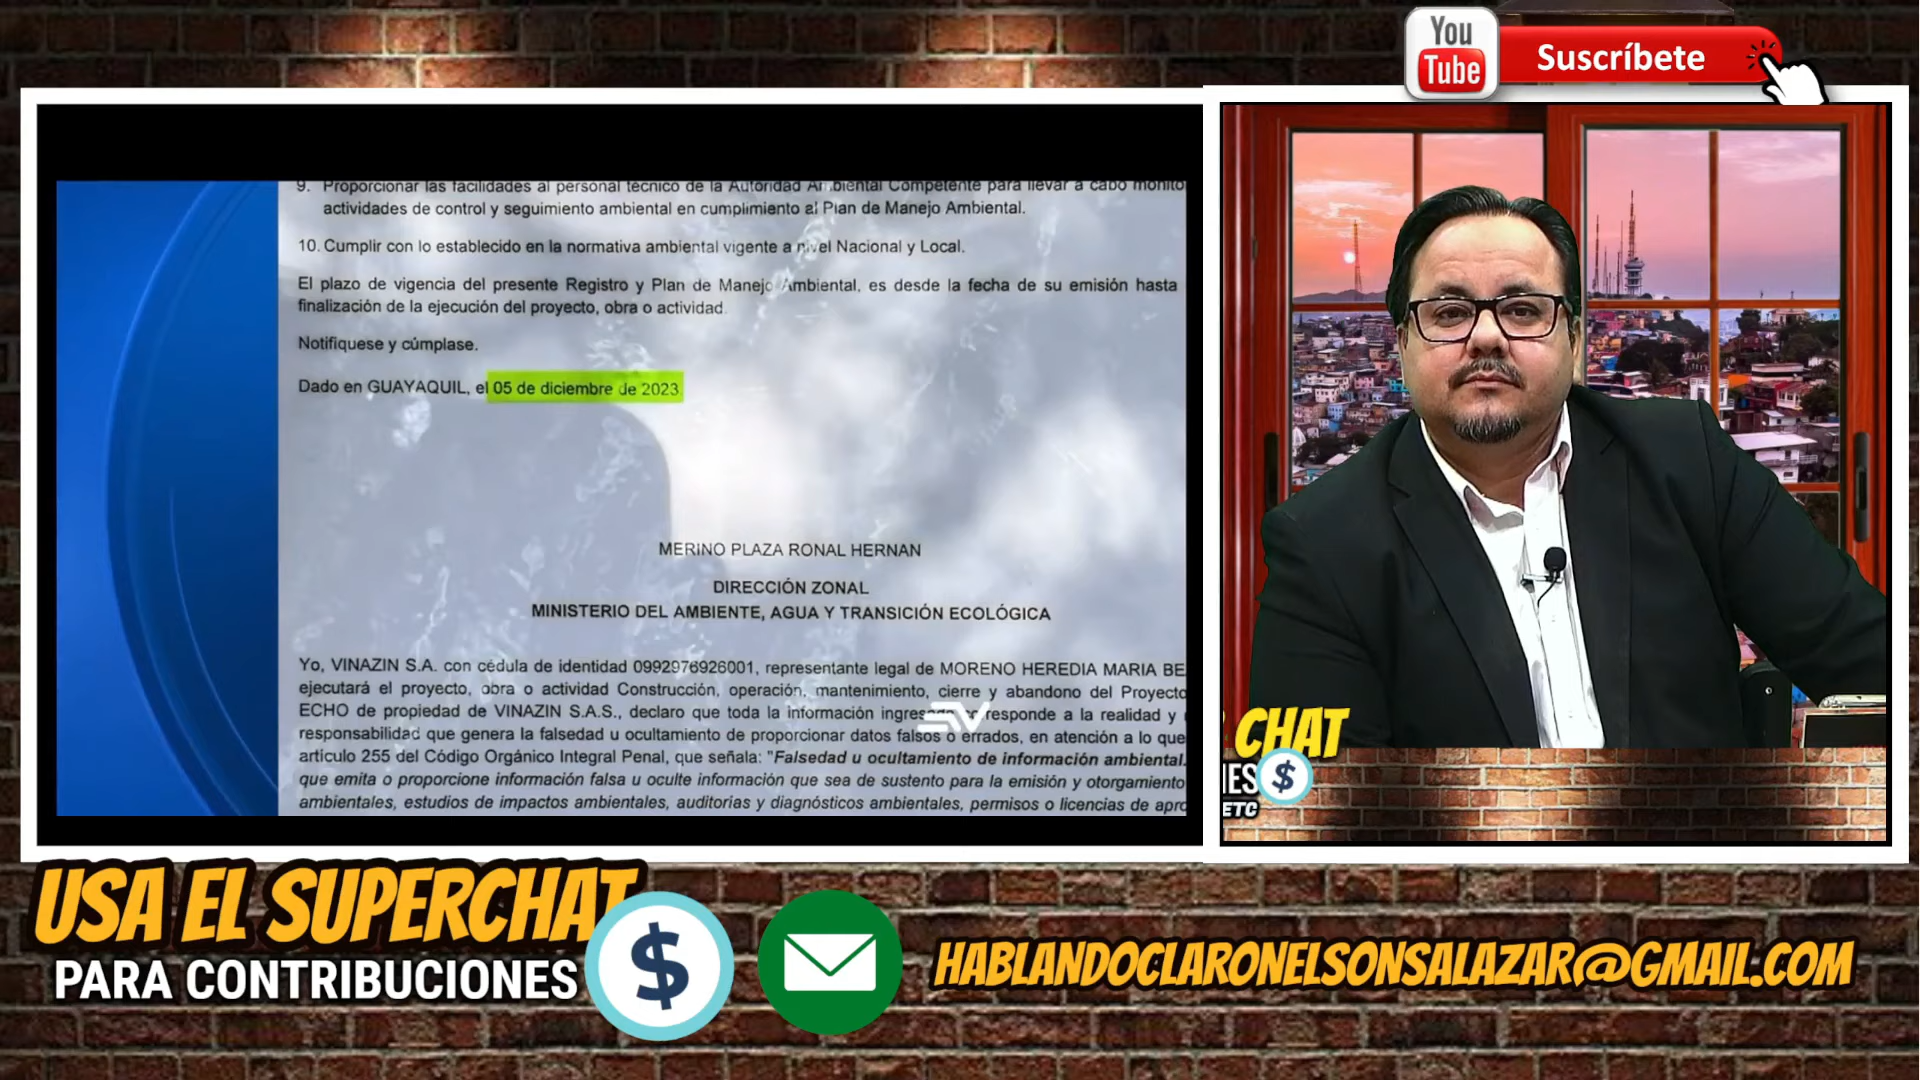 You
Tube
Suscríbete
9. Proporcionar las facilidades al personal técnico de la Autoridad Ambiental Competente para llevar a cabo monito
actividades de control y seguimiento ambiental en cumplimiento al Plan de Manejo Ambiental.
10. Cumplir con lo establecido en la normativa ambiental vigente a nivel Nacional y Local.
El plazo de vigencia del presente Registro y Plan de Manejo Ambiental, es desde la fecha de su emisión hasta
finalización de la ejecución del proyecto, obra o actividad.
Notifíquese y cúmplase.
Dado en GUAYAQUIL, el 05 de diciembre de 2023.
MERINO PLAZA RONAL HERNAN
DIRECCIÓN ZONAL
MINISTERIO DEL AMBIENTE, AGUA Y TRANSICIÓN ECOLÓGICA
Yo, VINAZIN S.A. con cédula de identidad 0992976926001, representante legal de MORENO HEREDIA MARIA BE
ejecutará el proyecto, obra o actividad Construcción, operación, mantenimiento, cierre y abandono del Proyecto
ECHO de propiedad de VINAZIN S.A.S., declaro que toda la información ingresada corresponde a la realidad y
responsabilidad que genera la falsedad u ocultamiento de proporcionar datos falsos o errados, en atención a lo que
artículo 255 del Código Orgánico Integral Penal, que señala: "Falsedad u ocultamiento de información ambiental.
que emita o proporcione información falsa u oculte información que sea de sustento para la emisión y otorgamiento
ambientales, estudios de impactos ambientales, auditorías y diagnósticos ambientales, permisos o licencias de apro
CHAT
NES $
ETC
USA EL SUPERCHAT
PARA CONTRIBUCIONES
$
HABLANDOCLARONELSONSALAZAR@GMAIL.COM